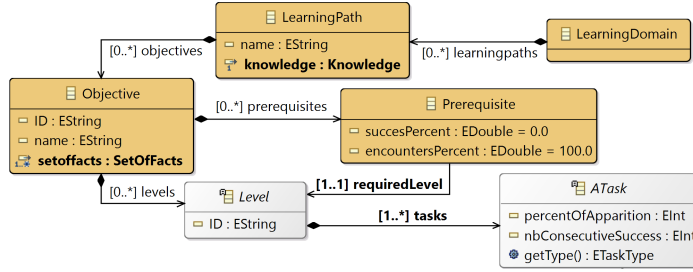 LearningPath
name : EString
knowledge : Knowledge
[0..*] objectives
[0..*] learningpaths
LearningDomain
Objective
ID : EString
name : EString
setoffacts : SetOfFacts
[0..*] prerequisites
Prerequisite
succesPercent : EDouble = 0.0
encountersPercent : EDouble = 100.0
[0..*] levels
[1..1] requiredLevel
Level
ID : EString
[1..*] tasks
ATask
percentOfApparition : EInt
nbConsecutiveSuccess : EInt
getType() : ETaskType